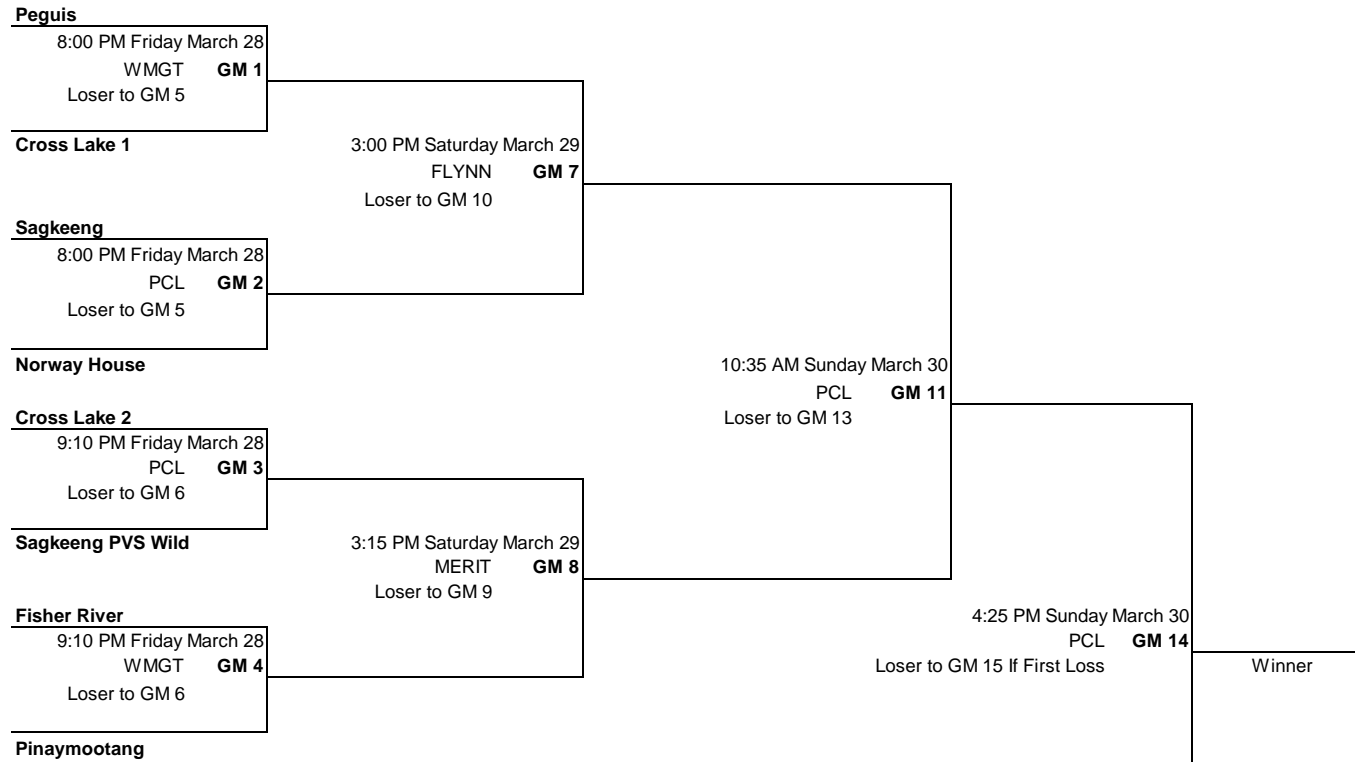 Peguis
8:00 PM Friday March 28
WMGT GM 1
Loser to GM 5
Cross Lake 1
3:00 PM Saturday March 29
FLYNN GM 7
Loser to GM 10
Sagkeeng
8:00 PM Friday March 28
PCL GM 2
Loser to GM 5
Norway House
10:35 AM Sunday March 30
PCL GM 11
Loser to GM 13
Cross Lake 2
9:10 PM Friday March 28
PCL GM 3
Loser to GM 6
Sagkeeng PVS Wild
3:15 PM Saturday March 29
MERIT GM 8
Loser to GM 9
Fisher River
9:10 PM Friday March 28
WMGT GM 4
Loser to GM 6
Pinaymootang
4:25 PM Sunday March 30
PCL GM 14
Loser to GM 15 If First Loss
Winner